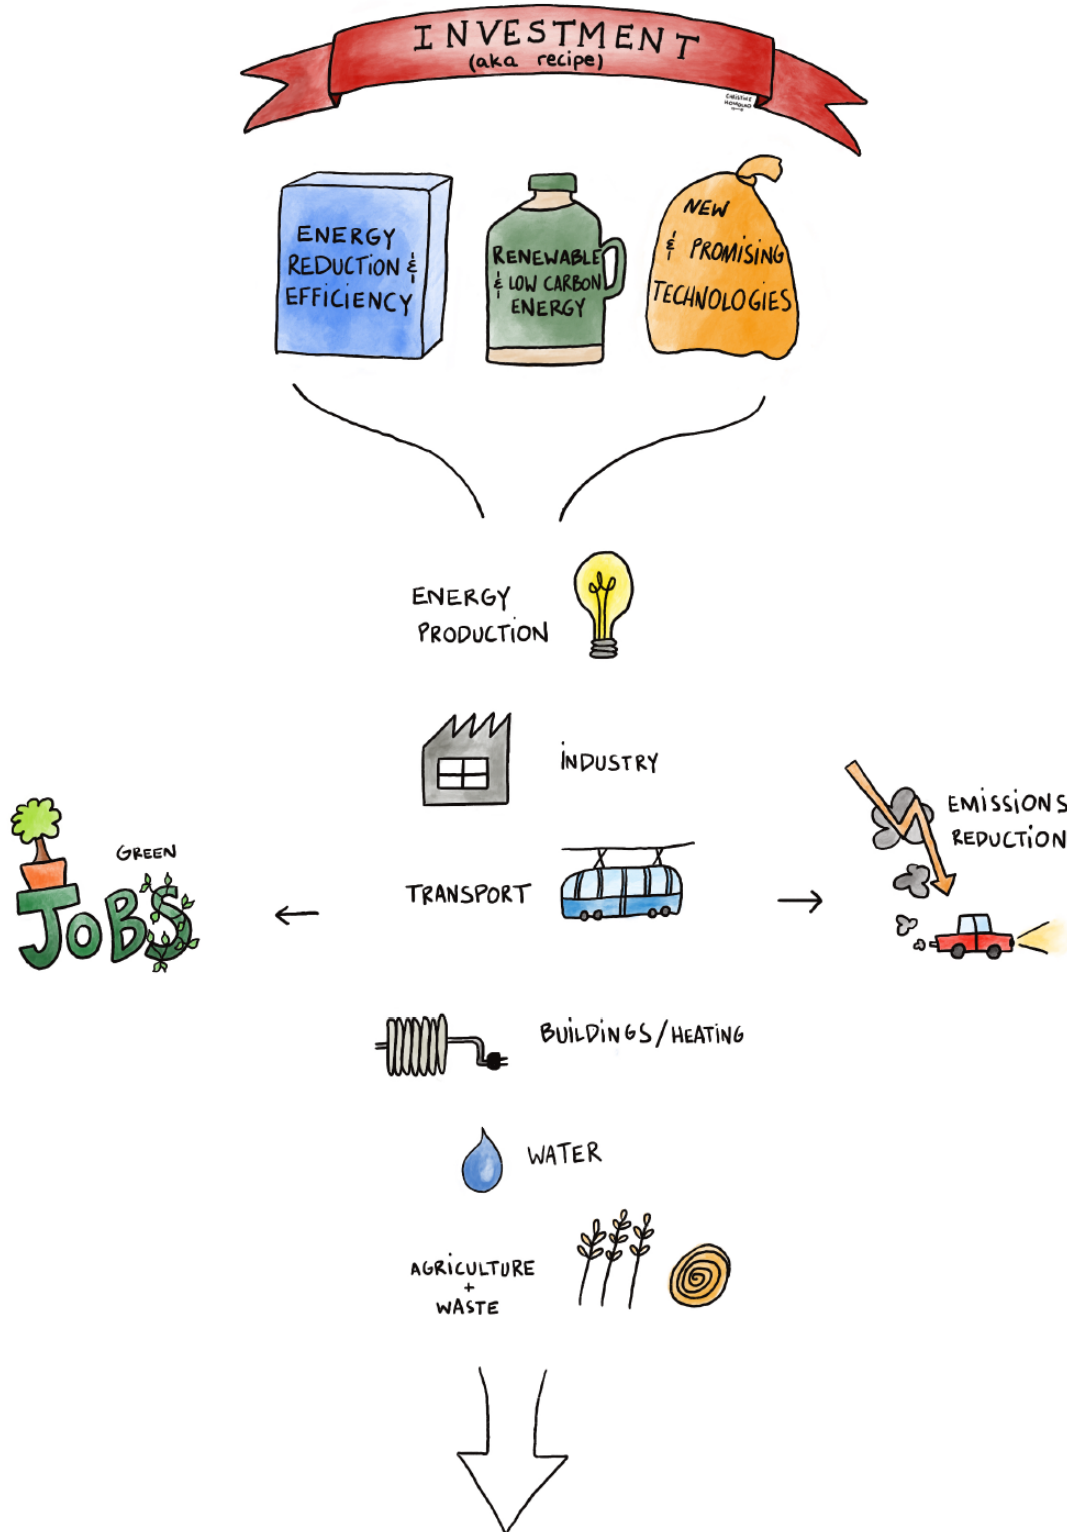 INVESTMENT
(aka recipe)
ENERGY
REDUCTION &
EFFICIENCY
RENEWABLE
& LOW CARBON
ENERGY
NEW
& PROMISING
TECHNOLOGIES
ENERGY
PRODUCTION
INDUSTRY
EMISSIONS
REDUCTION
GREEN
JOBS
TRANSPORT
BUILDINGS/HEATING
WATER
AGRICULTURE
+
WASTE